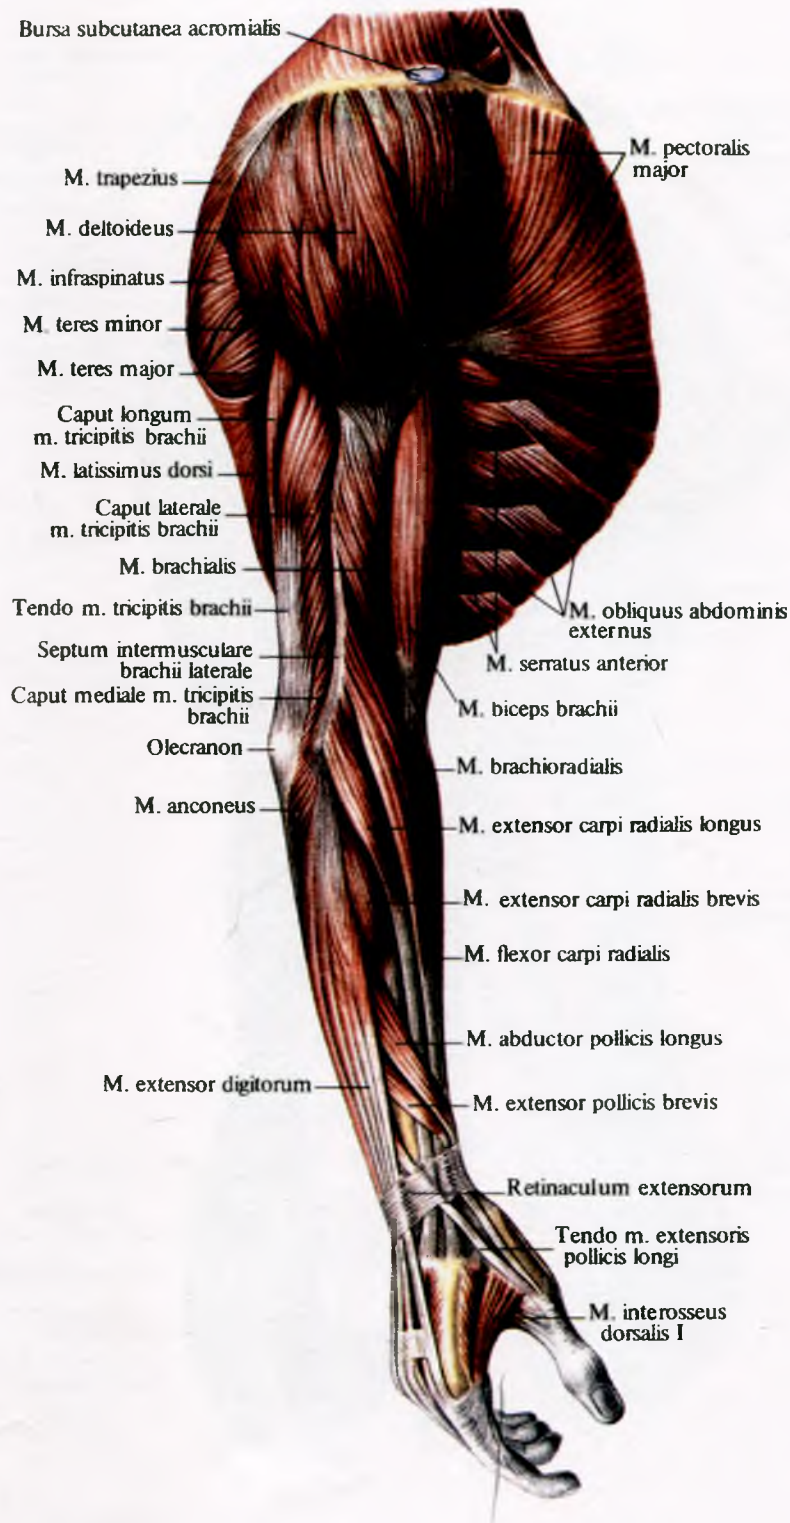 Bursa subcutanea acromialis
M. trapezius
M. deltoideus
M. infraspinatus
M. teres minor
M. teres major
Caput longum
m. tricipitis brachii
M. latissimus dorsi
Caput laterale
m. tricipitis brachii
M. brachialis
Tendo m. tricipitis brachii
Septum intermusculare
brachii laterale
Caput mediale m. tricipitis
brachii
Olecranon
M. anconeus
M. extensor digitorum
M. pectoralis
major
M. obliquus abdominis
externus
M. serratus anterior
M. biceps brachii
M. brachioradialis
M. extensor carpi radialis longus
M. extensor carpi radialis brevis
M. flexor carpi radialis
M. abductor pollicis longus
M. extensor pollicis brevis
Retinaculum extensorum
Tendo m. extensoris
pollicis longi
M. interosseus
dorsalis I